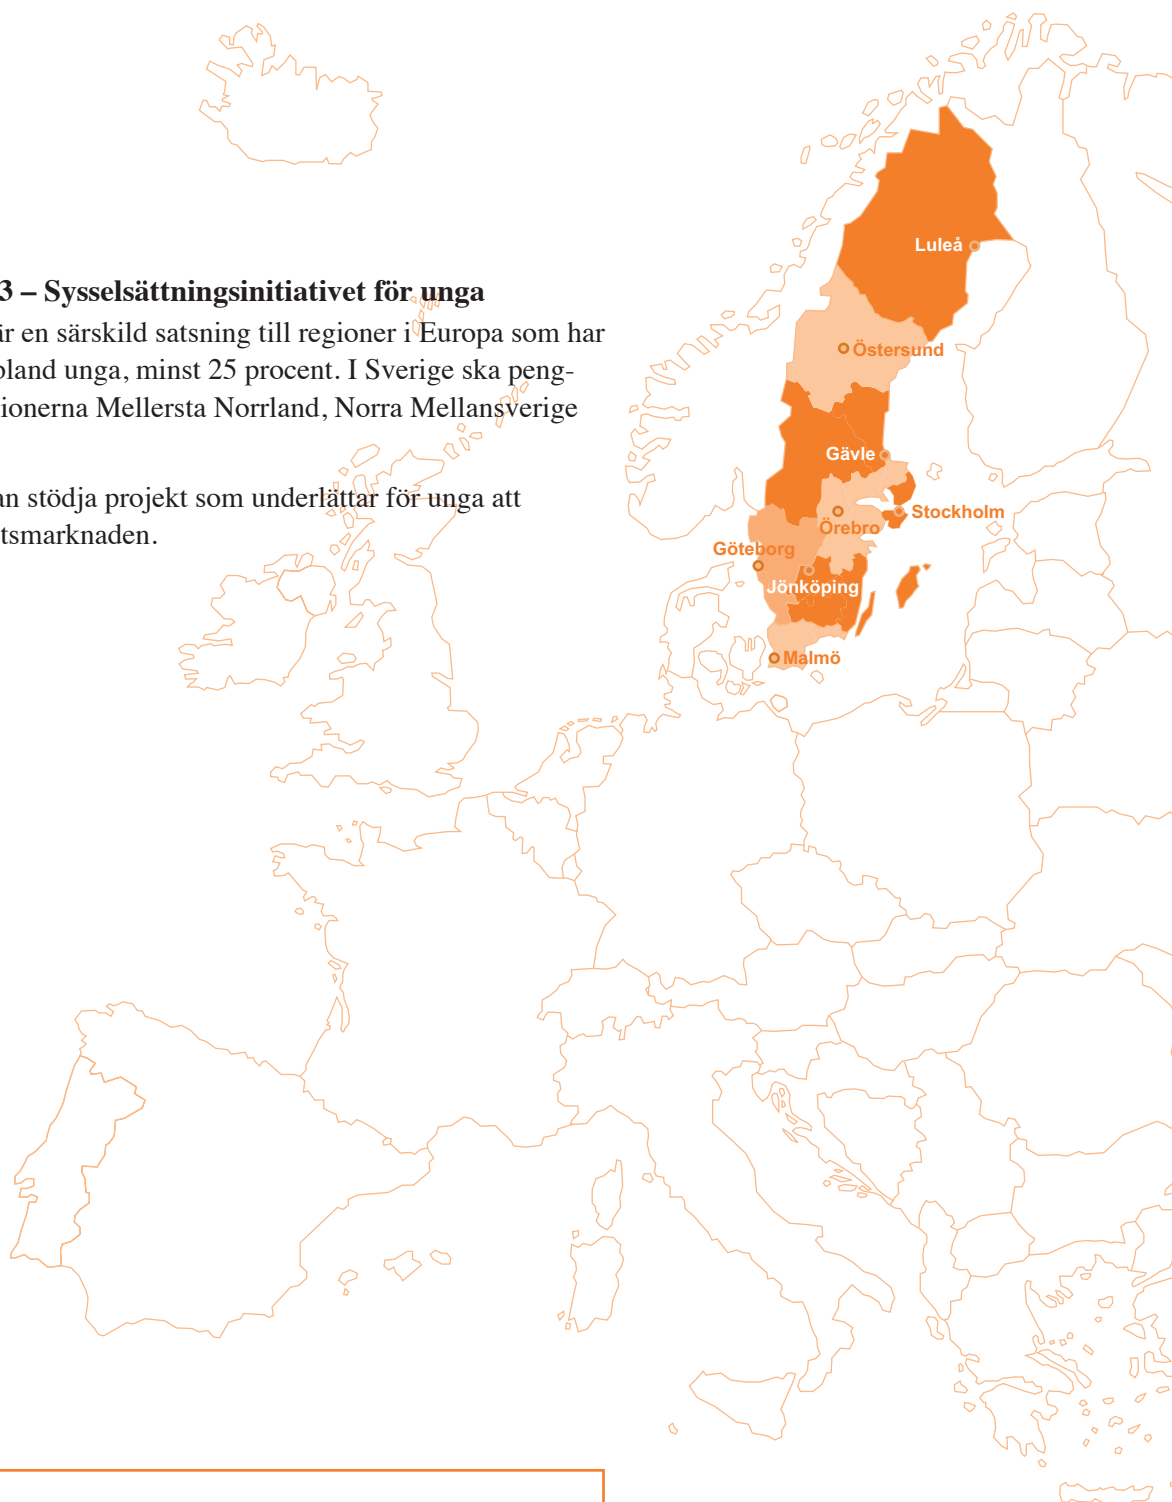 3 – Sysselsättningsinitiativet för unga
är en särskild satsning till regioner i Europa som har
bland unga, minst 25 procent. I Sverige ska peng-
ionerna Mellersta Norrland, Norra Mellansverige
an stödja projekt som underlättar för unga att
tsmarknaden.
Luleå
Östersund
Gävle
Stockholm
Örebro
Göteborg
Jönköping
Malmö